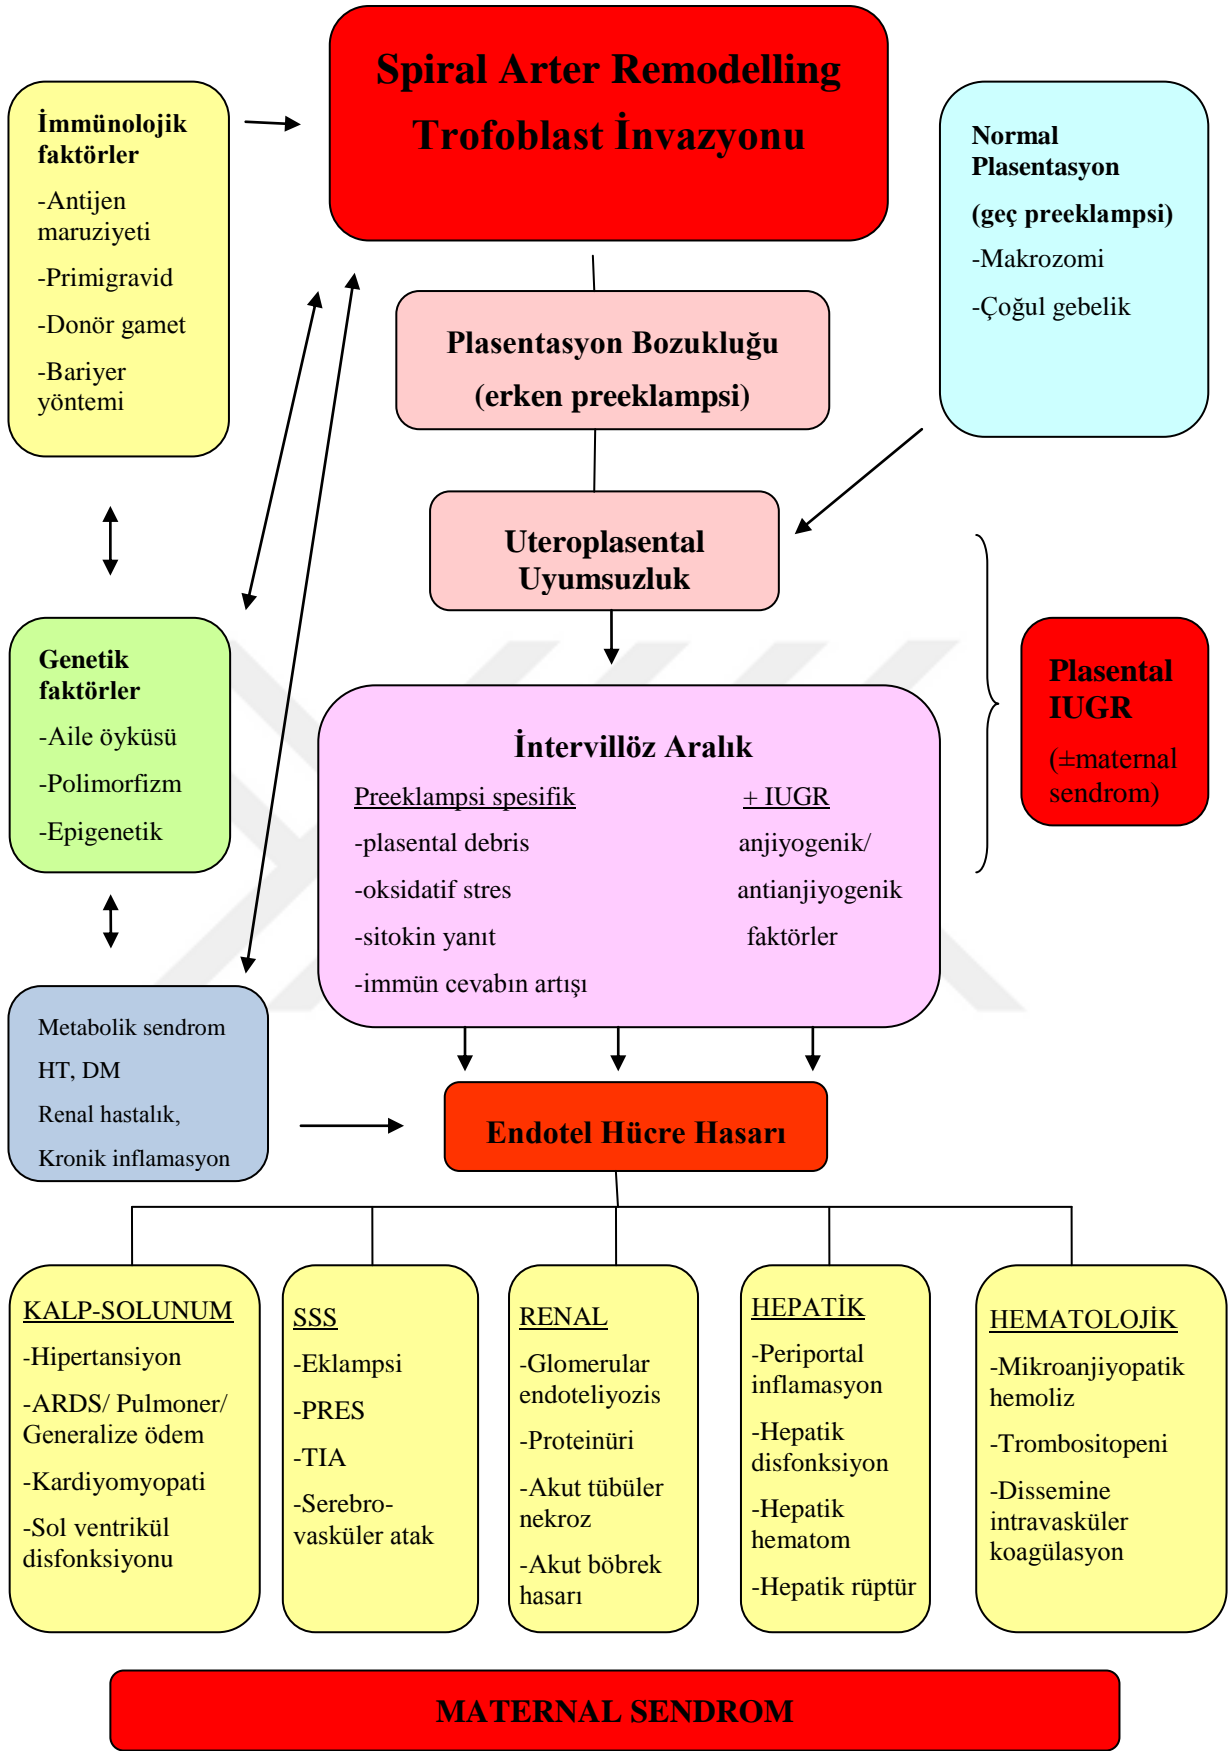 Spiral Arter Remodelling
Trofoblast İnvazyonu
İmmünolojik
faktörler
-Antijen
maruziyeti
-Primigravid
-Donör gamet
-Bariyer
yöntemi
Normal
Plasentasyon
(geç preeklampsi)
-Makrozomi
-Çoğul gebelik
Plasentasyon Bozukluğu
(erken preeklampsi)
Uteroplasental
Uyumsuzluk
Genetik
faktörler
-Aile öyküsü
-Polimorfizm
-Epigenetik
Plasental
IUGR
(±maternal
sendrom)
İntervillöz Aralık
Preeklampsi spesifik + IUGR
-plasental debris anjiyogenik/
-oksidatif stres antianjiyogenik
-sitokin yanıt faktörler
-immün cevabın artışı
Metabolik sendrom
HT, DM
Renal hastalık,
Kronik inflamasyon
Endotel Hücre Hasarı
KALP-SOLUNUM
-Hipertansiyon
-ARDS/ Pulmoner/
Generalize ödem
-Kardiyomyopati
-Sol ventrikül
disfonksiyonu
SSS
-Eklampsi
-PRES
-TIA
-Serebro-
vasküler atak
RENAL
-Glomerular
endoteliyozis
-Proteinüri
-Akut tübüler
nekroz
-Akut böbrek
hasarı
HEPATİK
-Periportal
inflamasyon
-Hepatik
disfonksiyon
-Hepatik
hematom
-Hepatik rüptür
HEMATOLOJİK
-Mikroanjiyopatik
hemoliz
-Trombositopeni
-Dissemine
intravasküler
koagülasyon
MATERNAL SENDROM